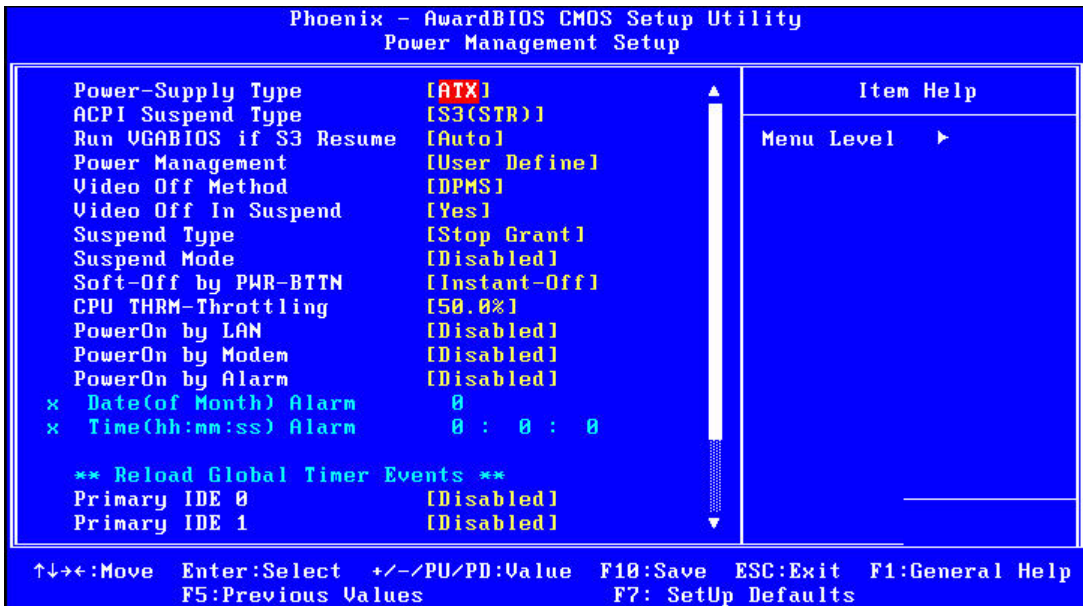 Phoenix - AwardBIOS CMOS Setup Utility
Power Management Setup
Power-Supply Type [ATX]
ACPI Suspend Type [S3(STR)]
Run VGABIOS if S3 Resume [Auto]
Power Management [User Define]
Video Off Method [DPMS]
Video Off In Suspend [Yes]
Suspend Type [Stop Grant]
Suspend Mode [Disabled]
Soft-Off by PWR-BTTN [Instant-Off]
CPU THRM-Throttling [50.0%]
PowerOn by LAN [Disabled]
PowerOn by Modem [Disabled]
PowerOn by Alarm [Disabled]
x Date(of Month) Alarm 0
x Time(hh:mm:ss) Alarm 0 : 0 : 0
** Reload Global Timer Events **
Primary IDE 0 [Disabled]
Primary IDE 1 [Disabled]
Item Help
Menu Level ►
↑↓→←:Move Enter:Select +/-/PU/PD:Value F10:Save ESC:Exit F1:General Help
F5:Previous Values F7: SetUp Defaults